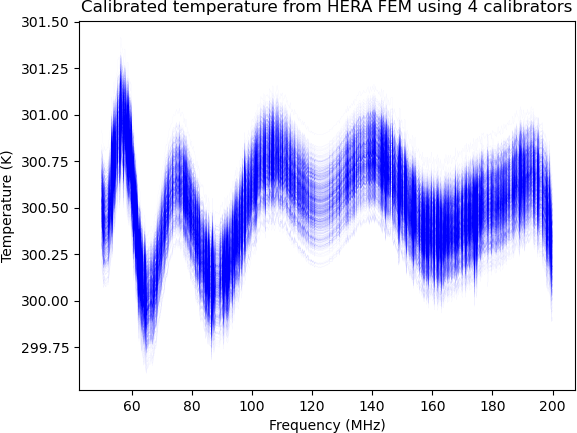 Calibrated temperature from HERA FEM using 4 calibrators
301.50
301.25
301.00
300.75
300.50
300.25
300.00
299.75
Temperature (K)
60 80 100 120 140 160 180 200
Frequency (MHz)